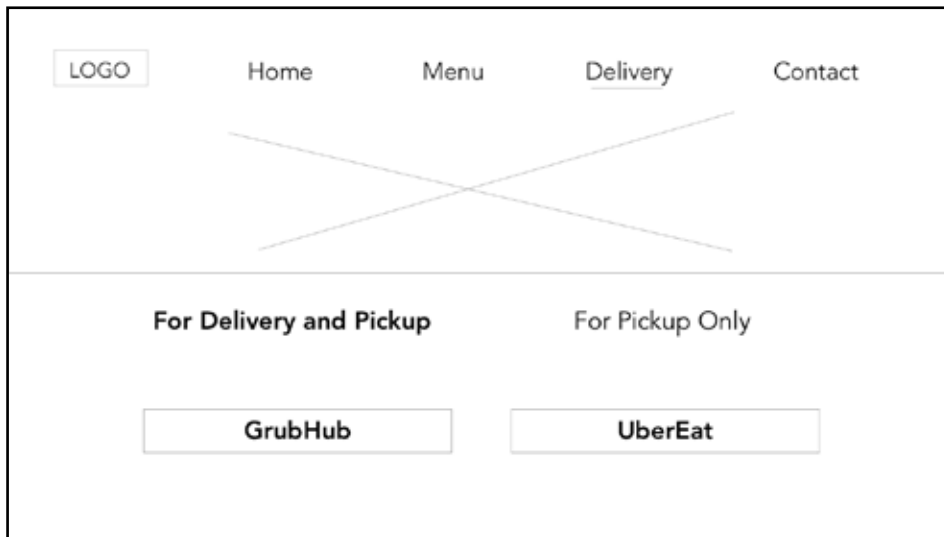 LOGO Home Menu Delivery Contact
For Delivery and Pickup For Pickup Only
GrubHub UberEat